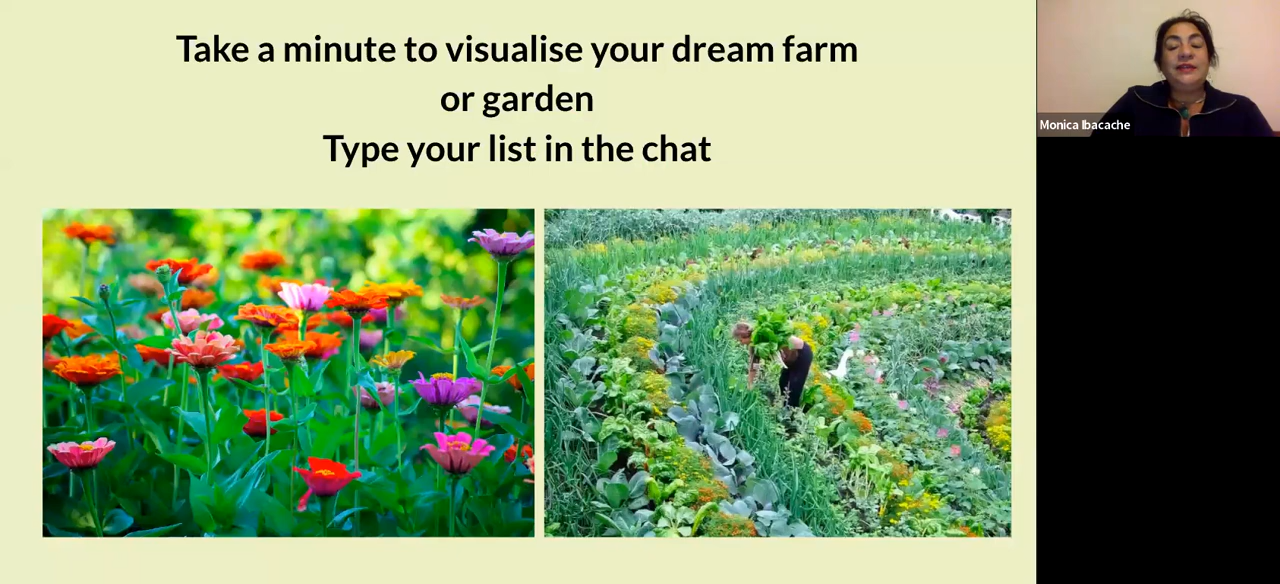 Take a minute to visualise your dream farm
or garden
Type your list in the chat
Monica Ibacache